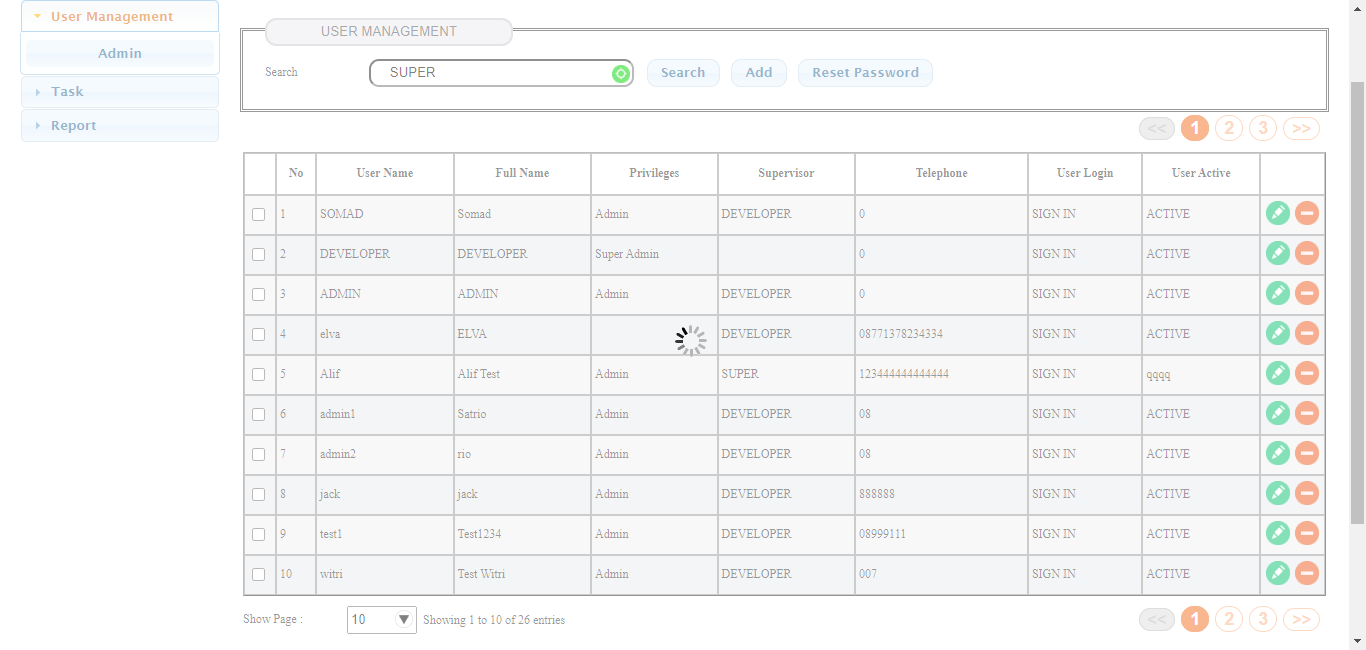 User Management
Admin
Task
Report
USER MANAGEMENT
Search SUPER Search Add Reset Password
<< 1 2 3 >>
No User Name Full Name Privileges Supervisor Telephone User Login User Active
1 SOMAD Somad Admin DEVELOPER 0 SIGN IN ACTIVE
2 DEVELOPER DEVELOPER Super Admin 0 SIGN IN ACTIVE
3 ADMIN ADMIN Admin DEVELOPER 0 SIGN IN ACTIVE
4 elva ELVA DEVELOPER 08771378234334 SIGN IN ACTIVE
5 Alif Alif Test Admin SUPER 123444444444444 SIGN IN qqqq
6 admin1 Satrio Admin DEVELOPER 08 SIGN IN ACTIVE
7 admin2 rio Admin DEVELOPER 08 SIGN IN ACTIVE
8 jack jack Admin DEVELOPER 888888 SIGN IN ACTIVE
9 test1 Test1234 Admin DEVELOPER 08999111 SIGN IN ACTIVE
10 witri Test Witri Admin DEVELOPER 007 SIGN IN ACTIVE
Show Page : 10 Showing 1 to 10 of 26 entries << 1 2 3 >>